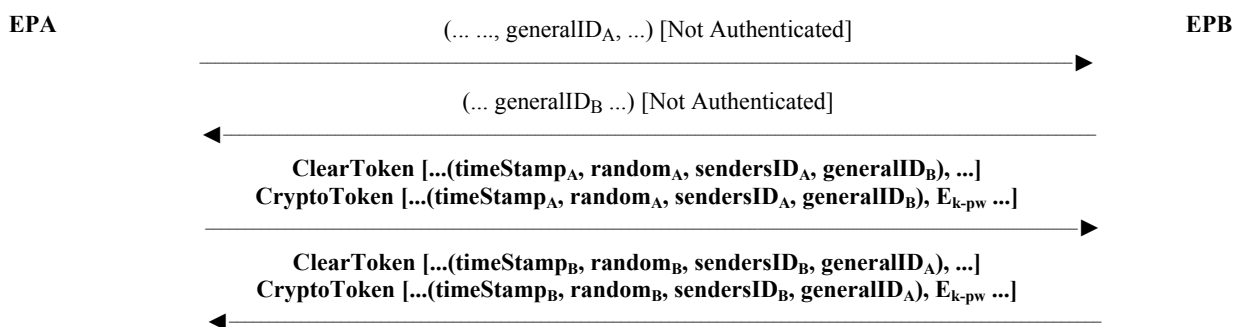 EPA (... ..., generalIDA, ...) [Not Authenticated] EPB
(... generalIDB ...) [Not Authenticated]
ClearToken [...(timeStampA, randomA, sendersIDA, generalIDB), ...]
CryptoToken [...(timeStampA, randomA, sendersIDA, generalIDB), Ek-pw ...]
ClearToken [...(timeStampB, randomB, sendersIDB, generalIDA), ...]
CryptoToken [...(timeStampB, randomB, sendersIDB, generalIDA), Ek-pw ...]